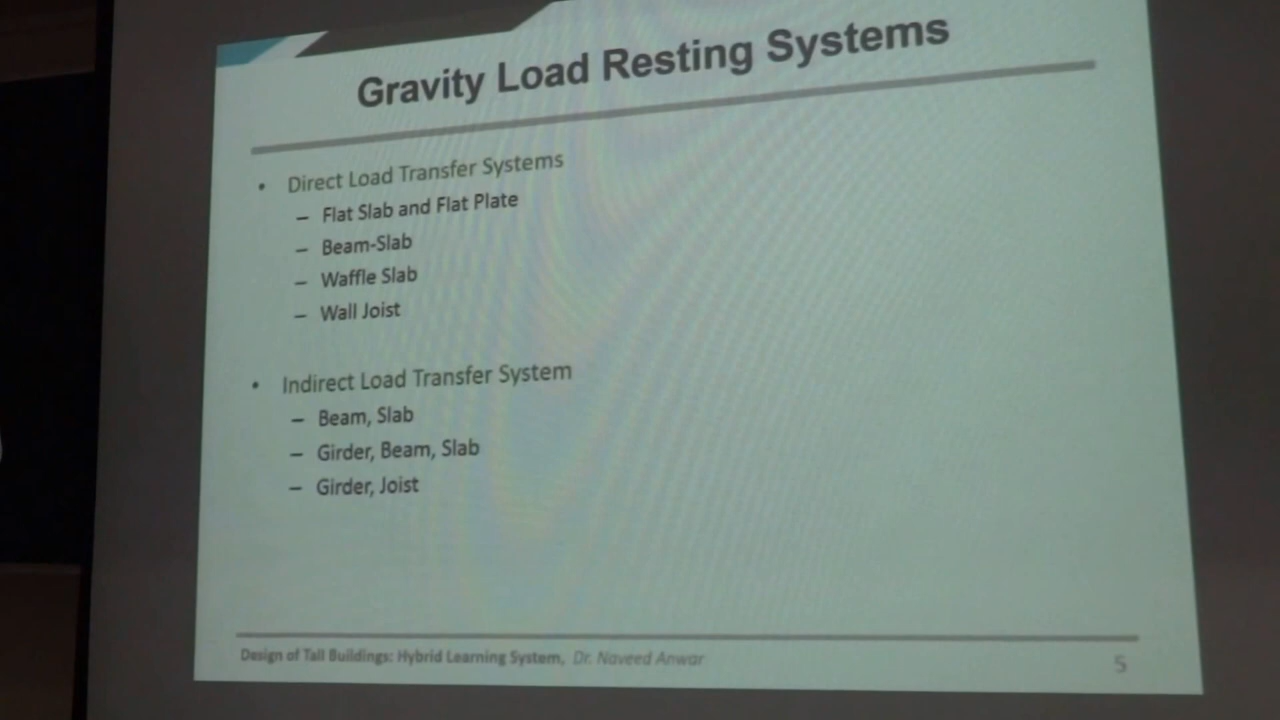 Gravity Load Resting Systems
• Direct Load Transfer Systems
– Flat Slab and Flat Plate
– Beam-Slab
– Waffle Slab
– Wall Joist
• Indirect Load Transfer System
– Beam, Slab
– Girder, Beam, Slab
– Girder, Joist
Design of Tall Buildings: Hybrid Learning System, Dr. Naveed Anwar
5